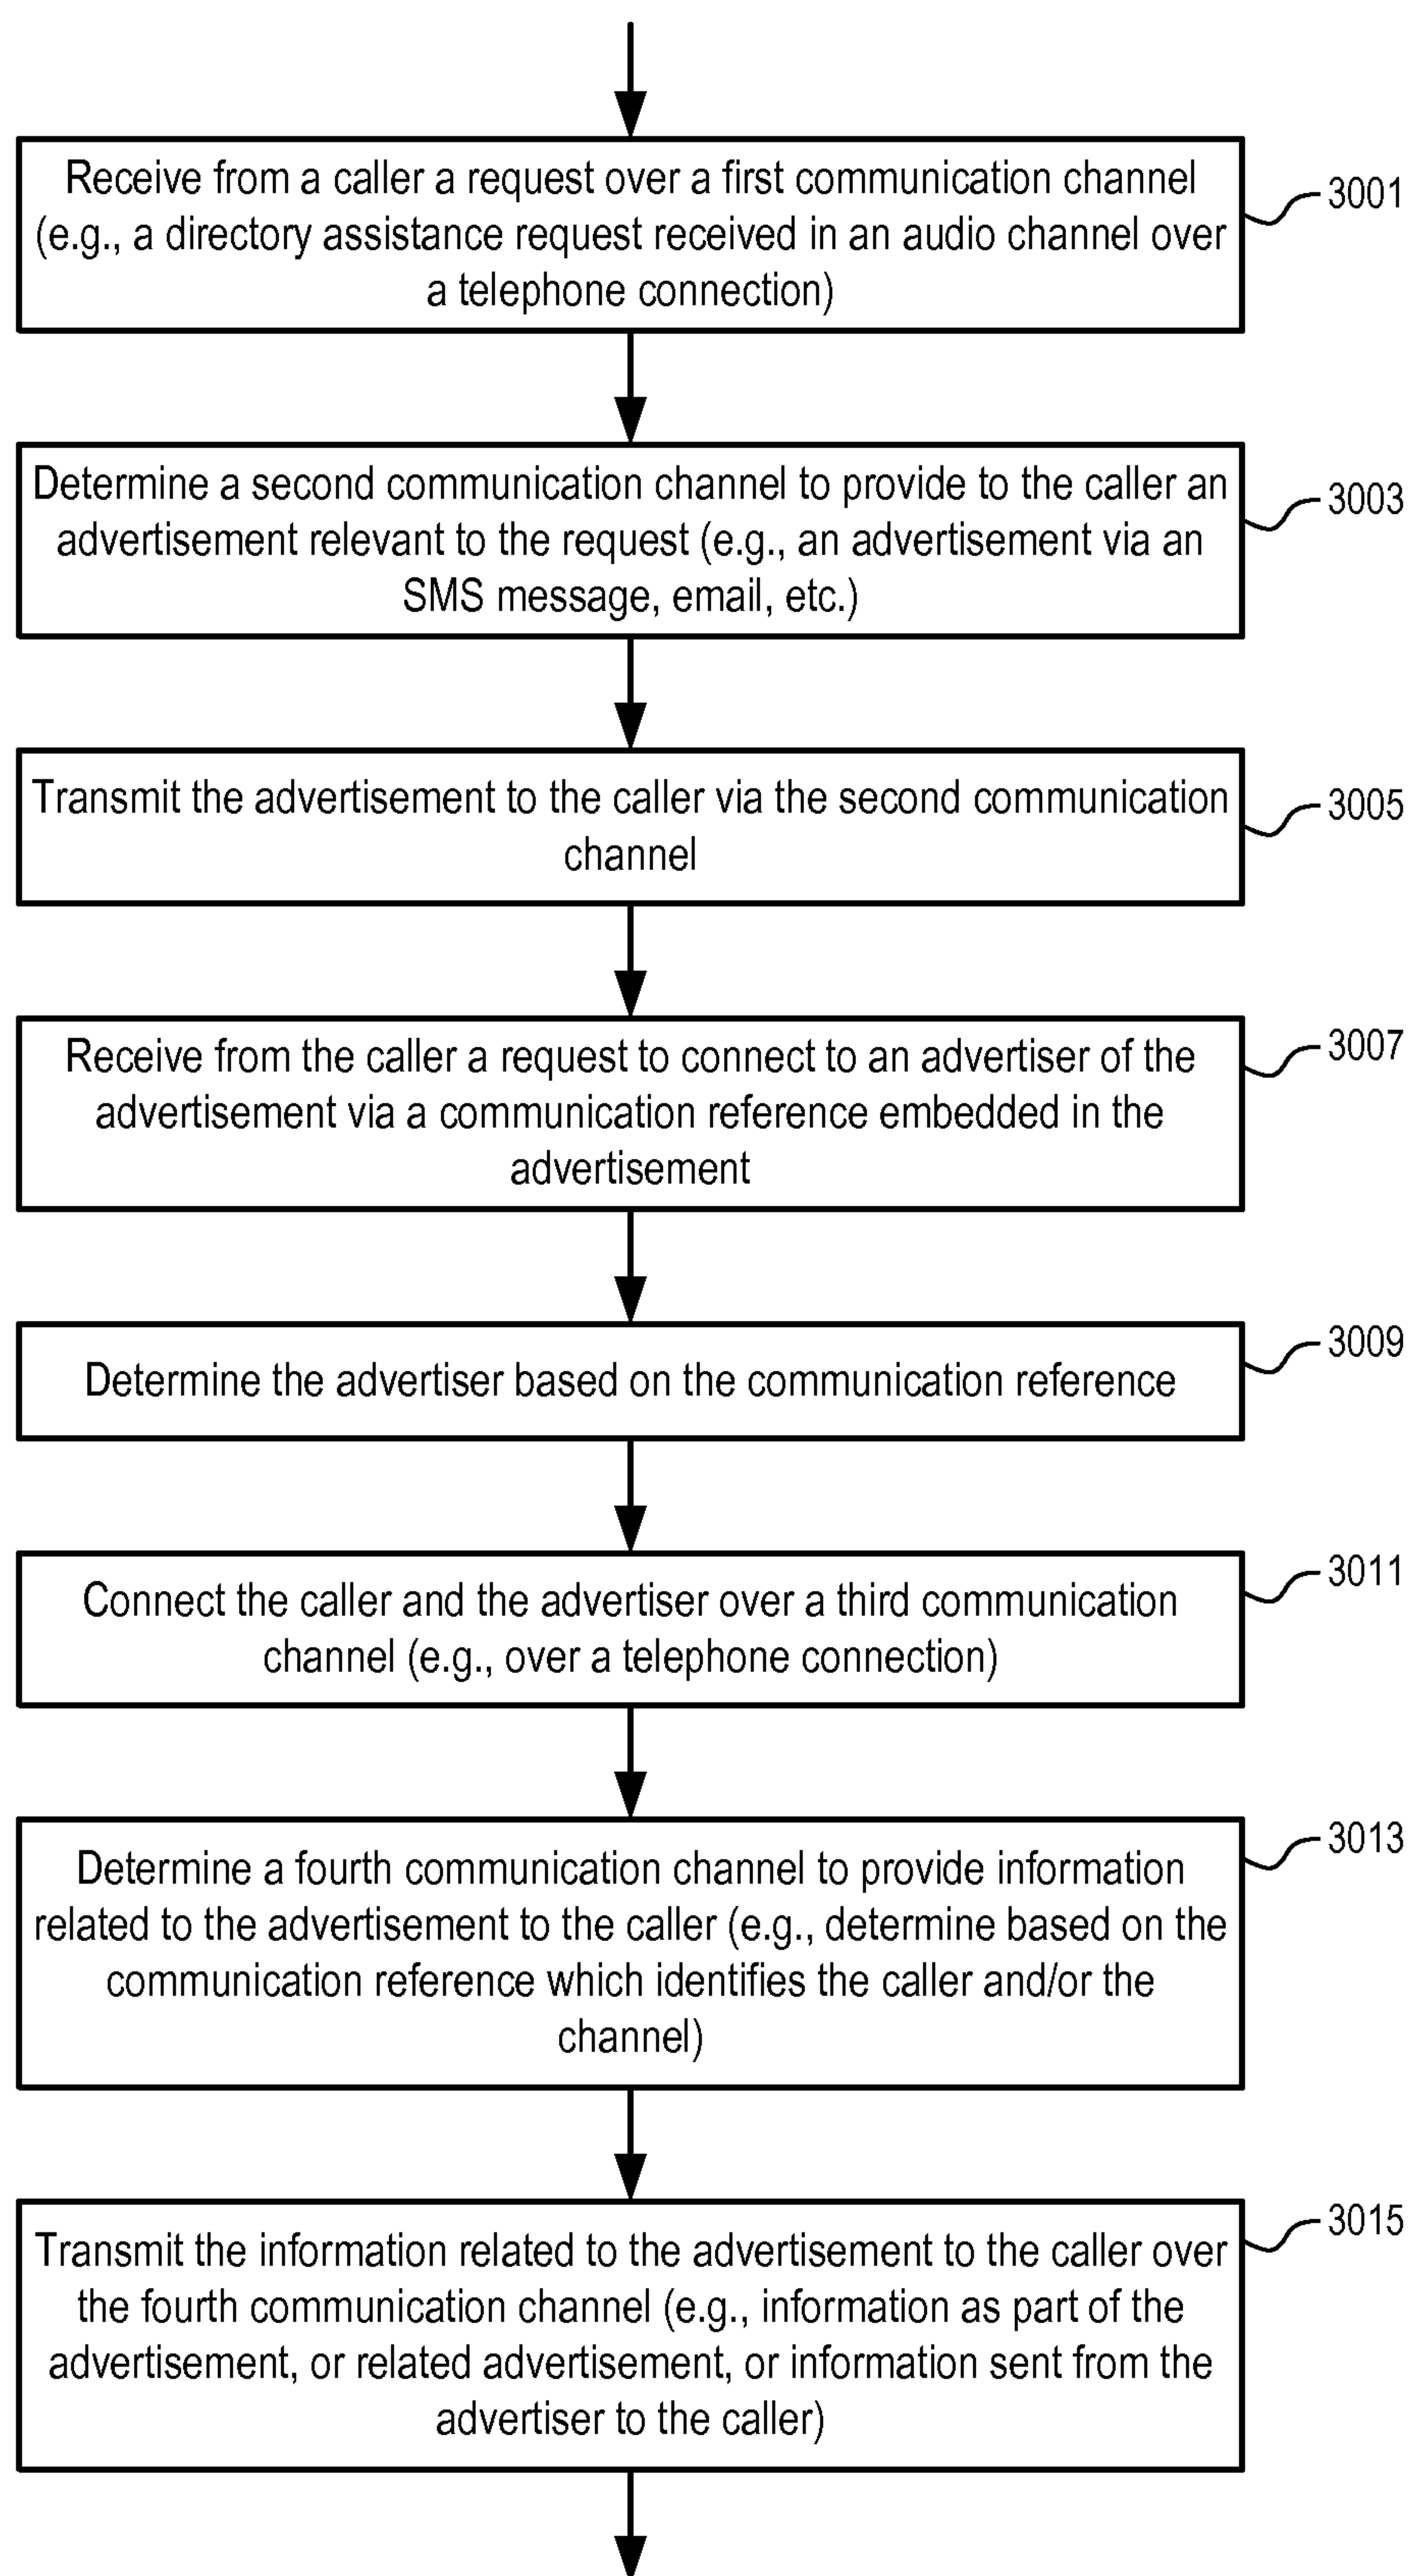 Receive from a caller a request over a first communication channel
(e.g., a directory assistance request received in an audio channel over
a telephone connection)
3001
Determine a second communication channel to provide to the caller an
advertisement relevant to the request (e.g., an advertisement via an
SMS message, email, etc.)
3003
Transmit the advertisement to the caller via the second communication
channel
3005
Receive from the caller a request to connect to an advertiser of the
advertisement via a communication reference embedded in the
advertisement
3007
Determine the advertiser based on the communication reference
3009
Connect the caller and the advertiser over a third communication
channel (e.g., over a telephone connection)
3011
Determine a fourth communication channel to provide information
related to the advertisement to the caller (e.g., determine based on the
communication reference which identifies the caller and/or the
channel)
3013
Transmit the information related to the advertisement to the caller over
the fourth communication channel (e.g., information as part of the
advertisement, or related advertisement, or information sent from the
advertiser to the caller)
3015